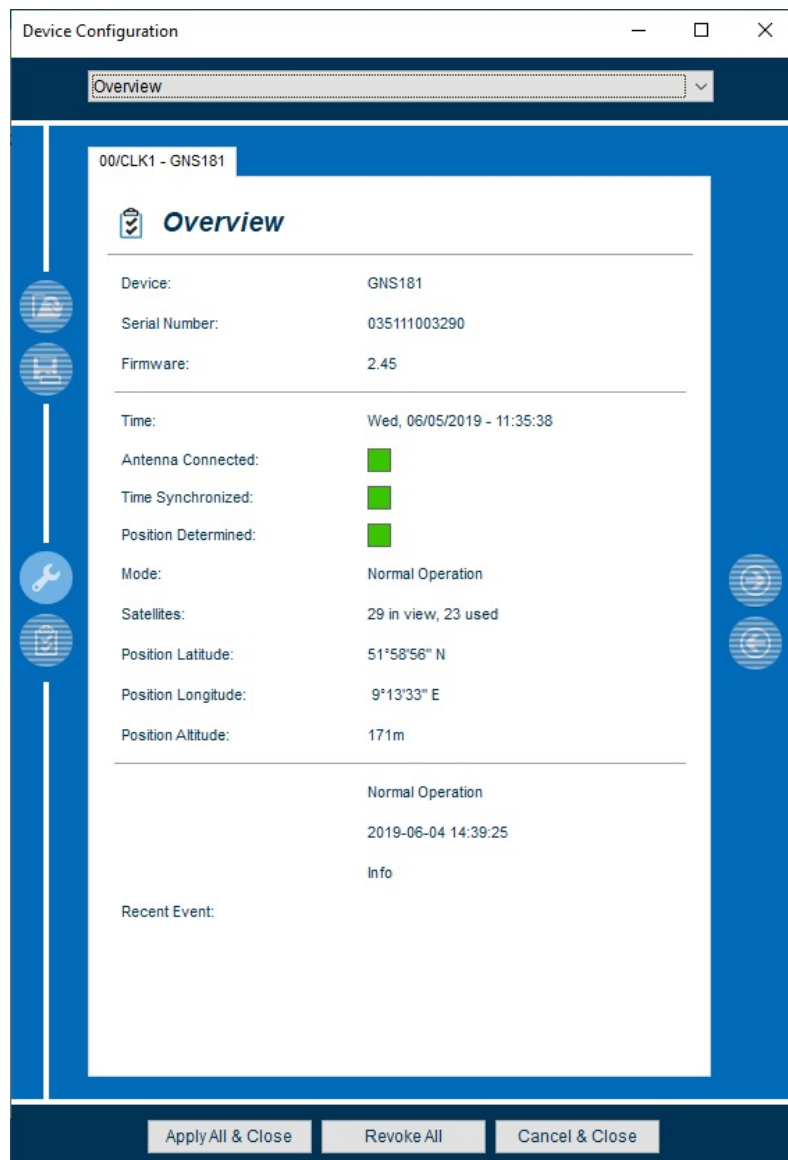 Device Configuration
Overview
00/CLK1 - GNS181
Overview
Device: GNS181
Serial Number: 035111003290
Firmware: 2.45
Time: Wed, 06/05/2019 - 11:35:38
Antenna Connected:
Time Synchronized:
Position Determined:
Mode: Normal Operation
Satellites: 29 in view, 23 used
Position Latitude: 51°58'56" N
Position Longitude: 9°13'33" E
Position Altitude: 171m
Normal Operation
2019-06-04 14:39:25
Info
Recent Event:
Apply All & Close Revoke All Cancel & Close